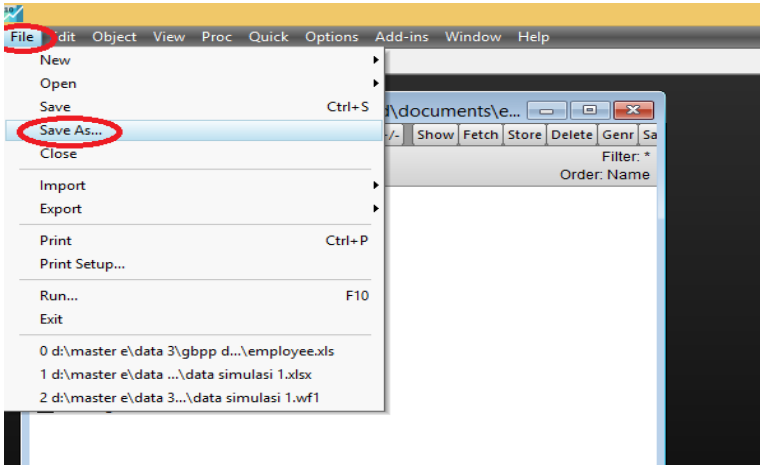 File Edit Object View Proc Quick Options Add-ins Window Help
New
Open
Save Ctrl+S
Save As...
Close
Import
Export
Print Ctrl+P
Print Setup...
Run... F10
Exit
0 d:\master e\data 3\gbpp d...\employee.xls
1 d:\master e\data ...\data simulasi 1.xlsx
2 d:\master e\data 3...\data simulasi 1.wf1
d\documents\e...
+/- Show Fetch Store Delete Genr Sa
Filter: *
Order: Name